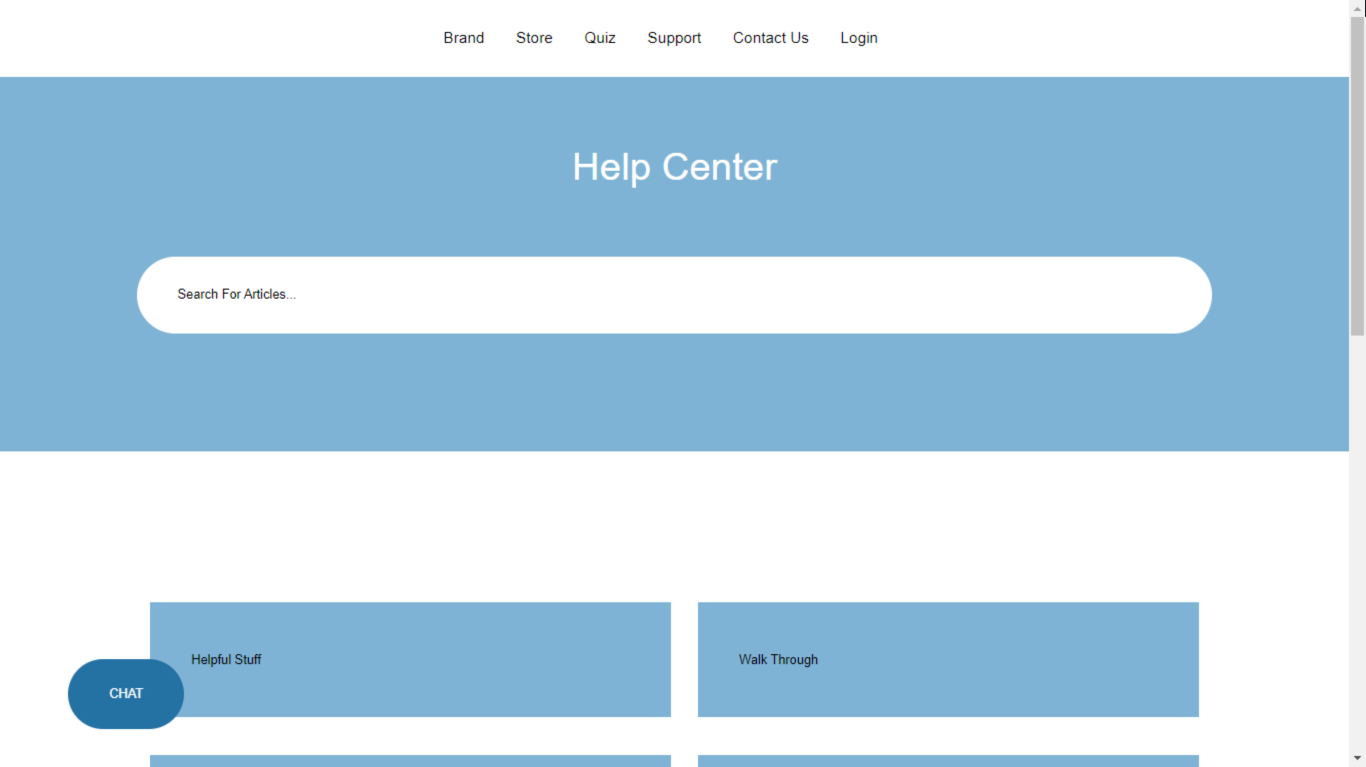 Brand Store Quiz Support Contact Us Login
Help Center
Search For Articles...
Helpful Stuff Walk Through
CHAT